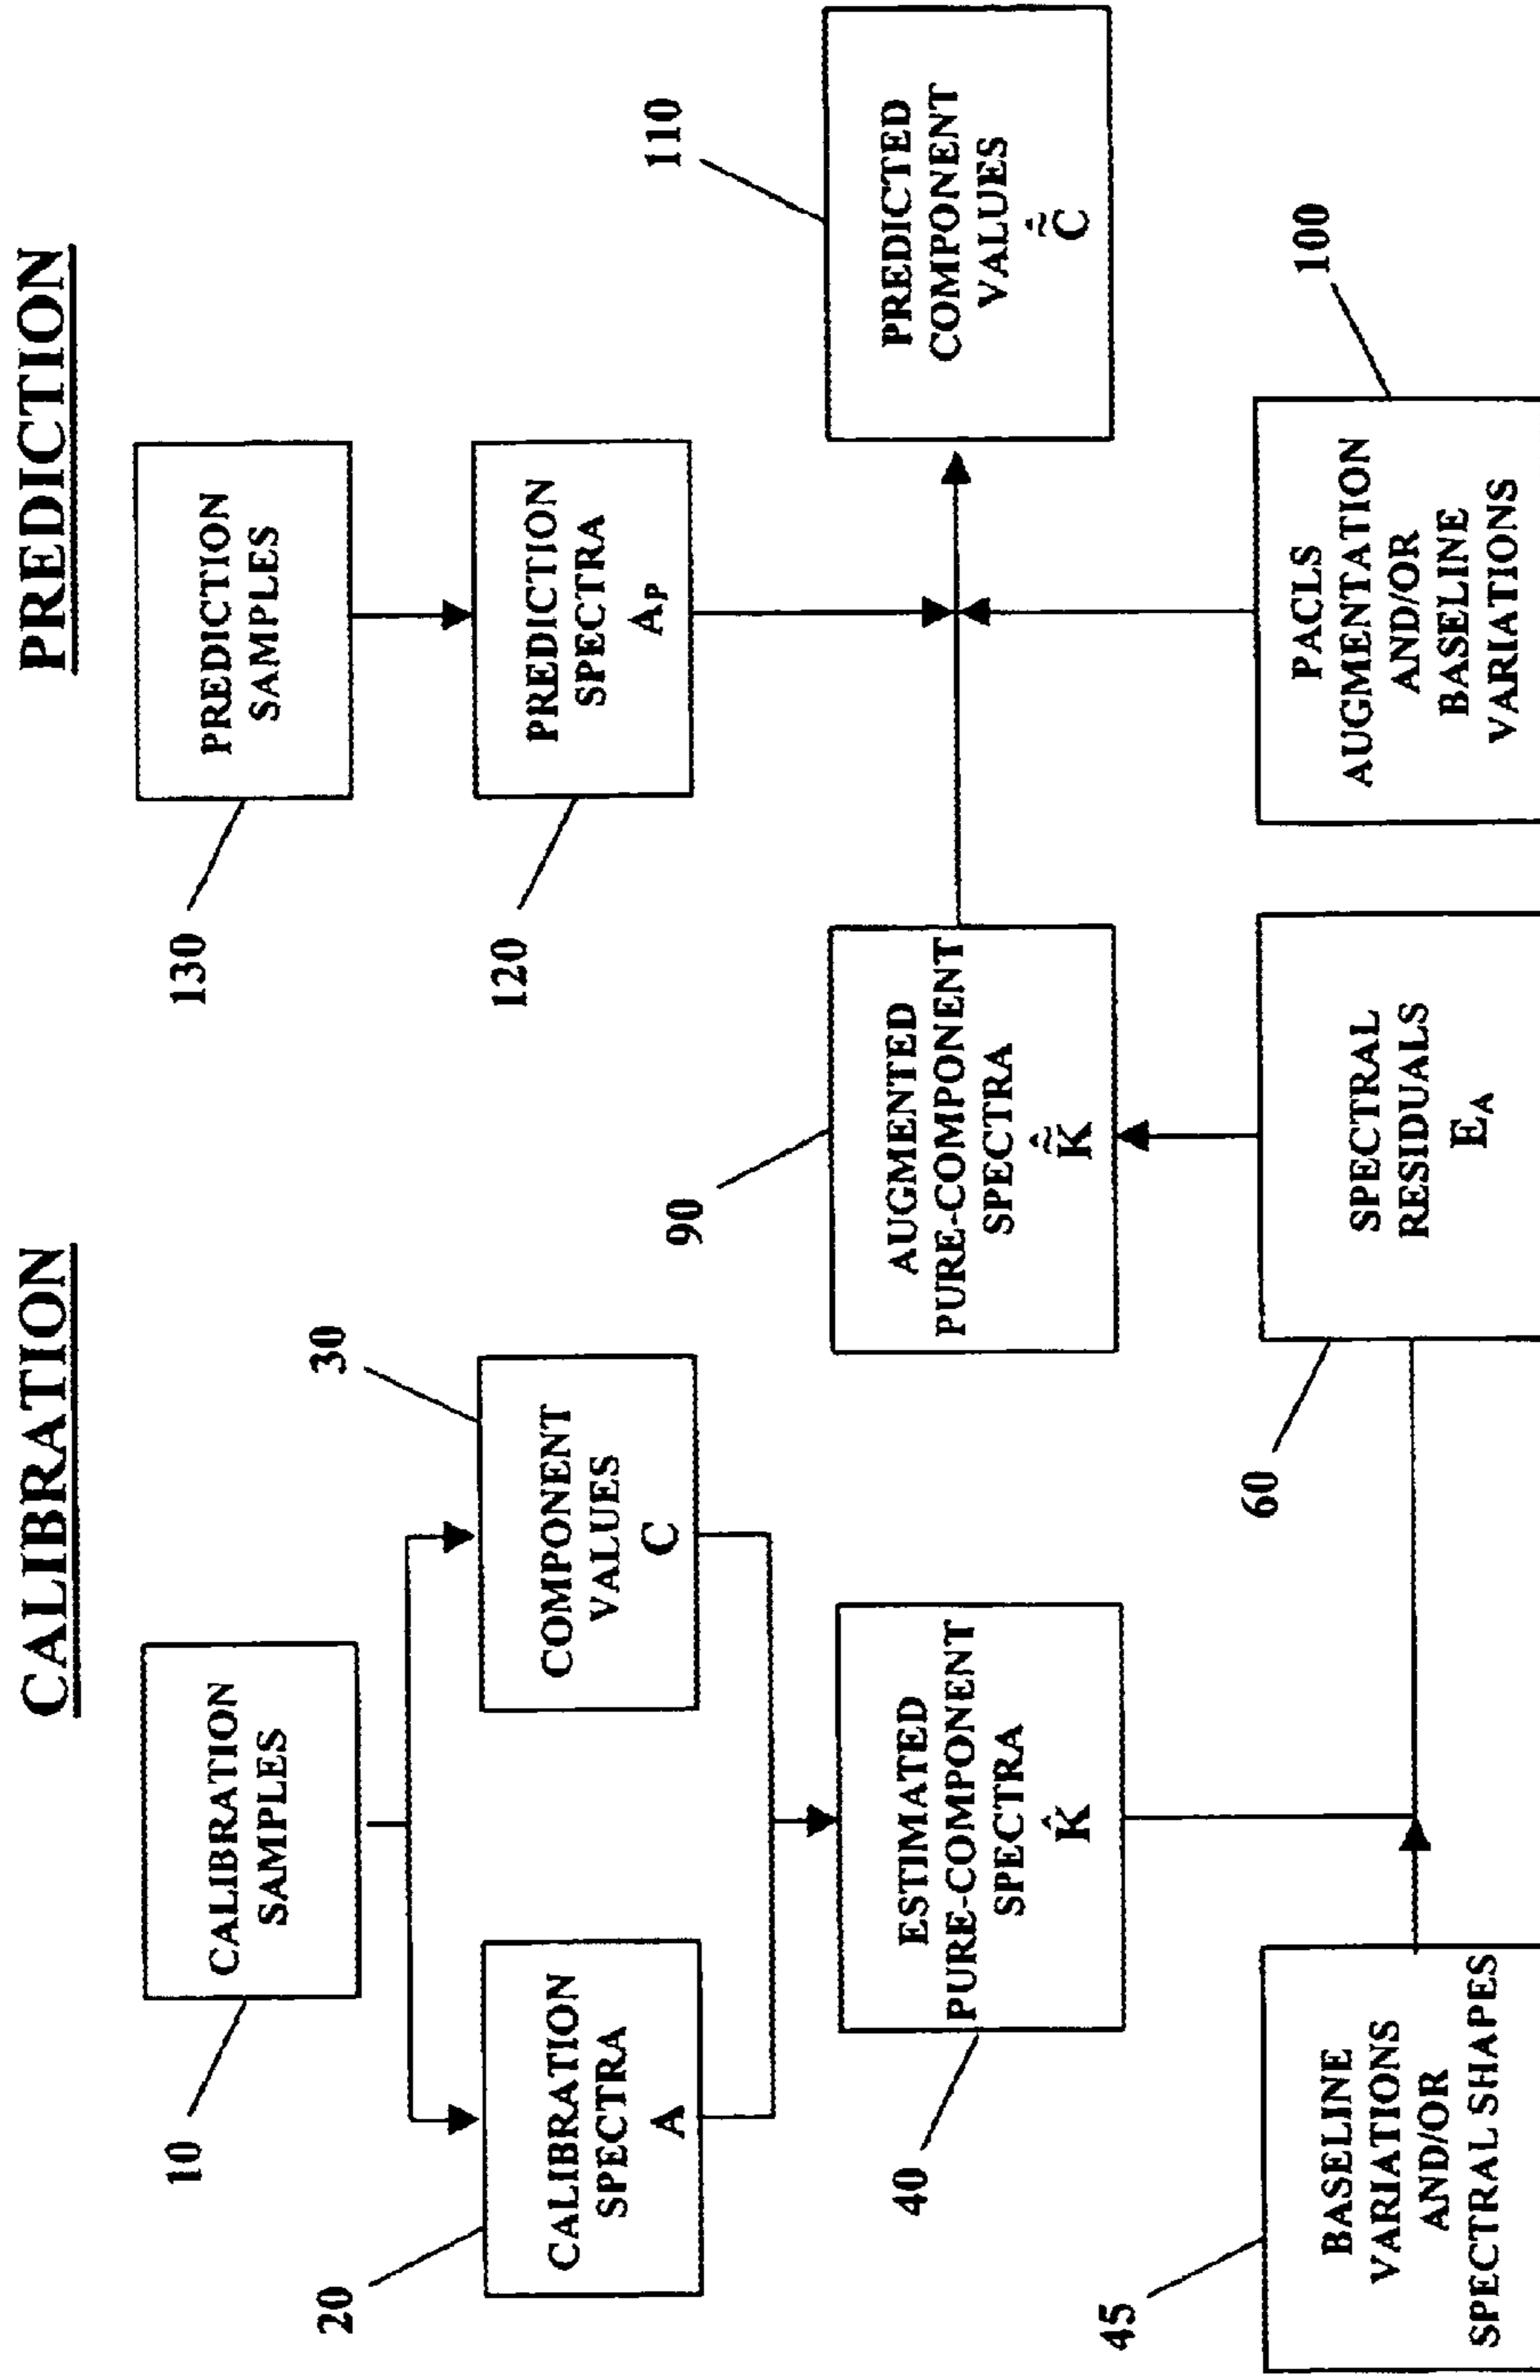 CALIBRATION
10
CALIBRATION
SAMPLES
20
CALIBRATION
SPECTRA
A
30
COMPONENT
VALUES
C
40
ESTIMATED
PURE-COMPONENT
SPECTRA
K̂
45
BASELINE
VARIATIONS
AND/OR
SPECTRAL SHAPES
60
SPECTRAL
RESIDUALS
E_A
90
AUGMENTED
PURE-COMPONENT
SPECTRA
K̃̂
PREDICTION
130
PREDICTION
SAMPLES
120
PREDICTION
SPECTRA
A_P
110
PREDICTED
COMPONENT
VALUES
C̃̂
100
PACLS
AUGMENTATION
AND/OR
BASELINE
VARIATIONS